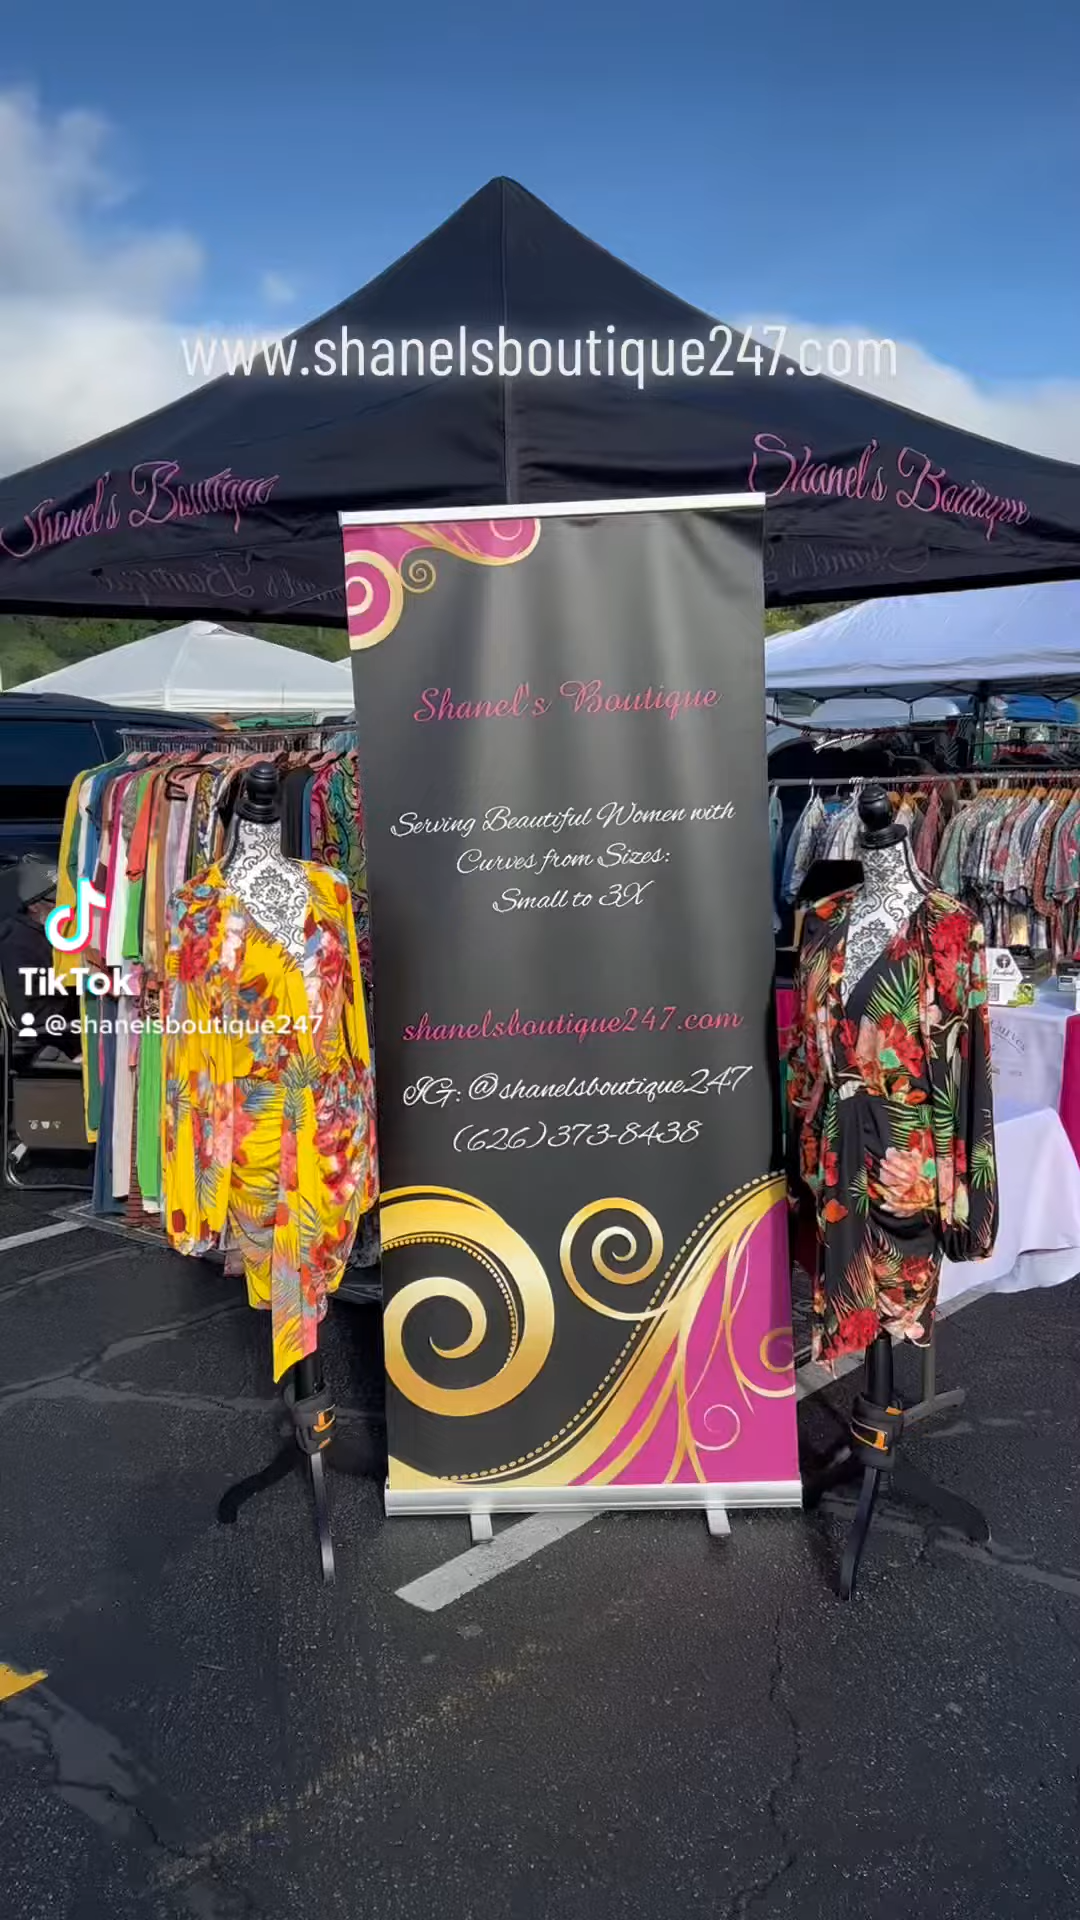 www.shanelsboutique247.com
Shanel's Boutique
Shanel's Boutique
Shanel's Boutique
Serving Beautiful Women with
Curves from Sizes:
Small to 3X
shanelsboutique247.com
IG: @shanelsboutique247
(626)373-8438
TikTok
@shanelsboutique247
Curves